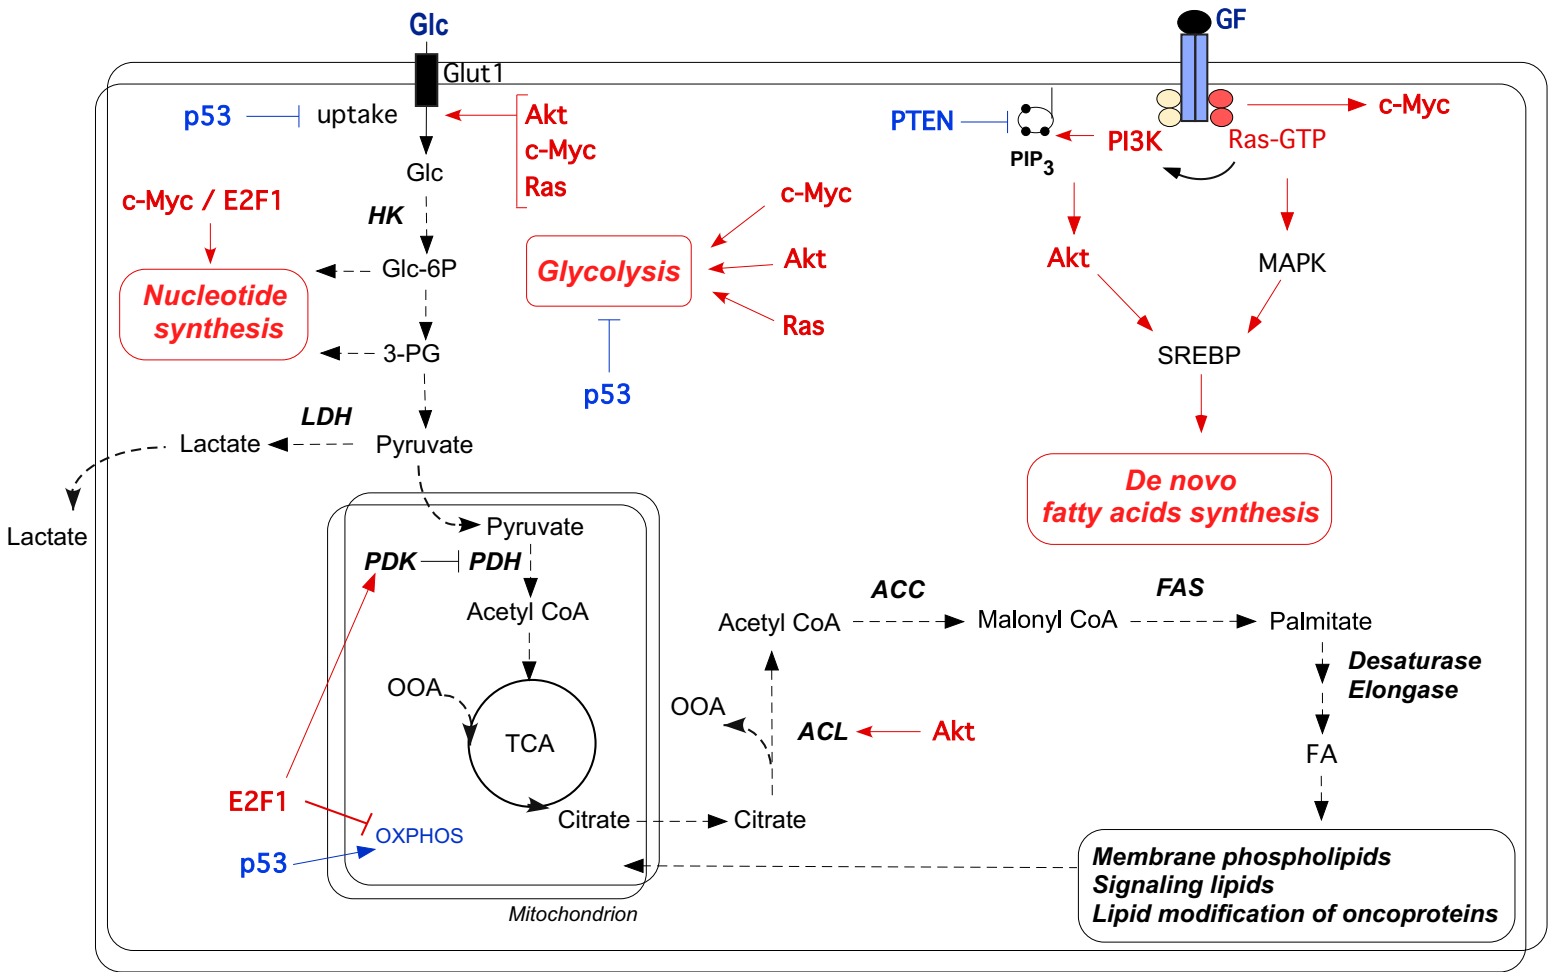 Glc
GF
Glut1
p53
uptake
Akt
c-Myc
Ras
PTEN
PIP3
PI3K
Ras-GTP
c-Myc
Glc
c-Myc / E2F1
HK
c-Myc
Glc-6P
Glycolysis
Akt
Akt
MAPK
Nucleotide
synthesis
Ras
3-PG
SREBP
p53
LDH
Lactate
Pyruvate
De novo
fatty acids synthesis
Lactate
Pyruvate
PDK
PDH
Acetyl CoA
ACC
FAS
Acetyl CoA
Malonyl CoA
Palmitate
Desaturase
Elongase
OOA
OOA
TCA
ACL
Akt
FA
E2F1
Citrate
Citrate
OXPHOS
p53
Membrane phospholipids
Signaling lipids
Lipid modification of oncoproteins
Mitochondrion